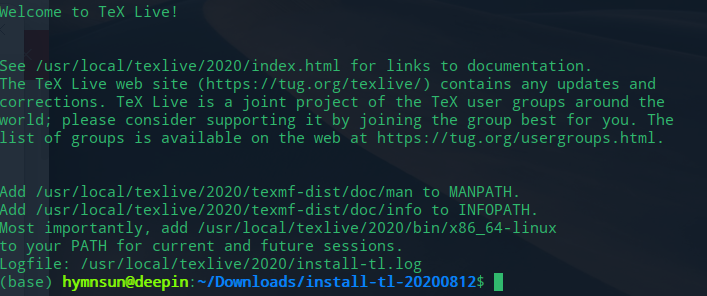 Welcome to TeX Live!
See /usr/local/texlive/2020/index.html for links to documentation.
The TeX Live web site (https://tug.org/texlive/) contains any updates and
corrections. TeX Live is a joint project of the TeX user groups around the
world; please consider supporting it by joining the group best for you. The
list of groups is available on the web at https://tug.org/usergroups.html.
Add /usr/local/texlive/2020/texmf-dist/doc/man to MANPATH.
Add /usr/local/texlive/2020/texmf-dist/doc/info to INFOPATH.
Most importantly, add /usr/local/texlive/2020/bin/x86_64-linux
to your PATH for current and future sessions.
Logfile: /usr/local/texlive/2020/install-tl.log
(base) hymnsun@deepin:~/Downloads/install-tl-20200812$